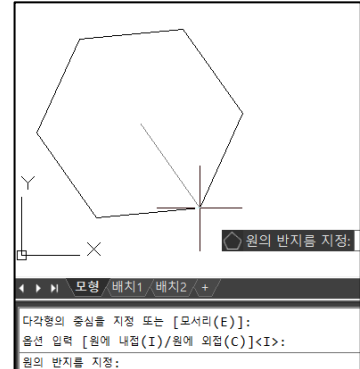 Y
원의 반지름 지정:
X
모형 배치1 배치2 +
다각형의 중심을 지정 또는 [모서리(E)]:
옵션 입력 [원에 내접(I)/원에 외접(C)]<I>:
원의 반지름 지정: